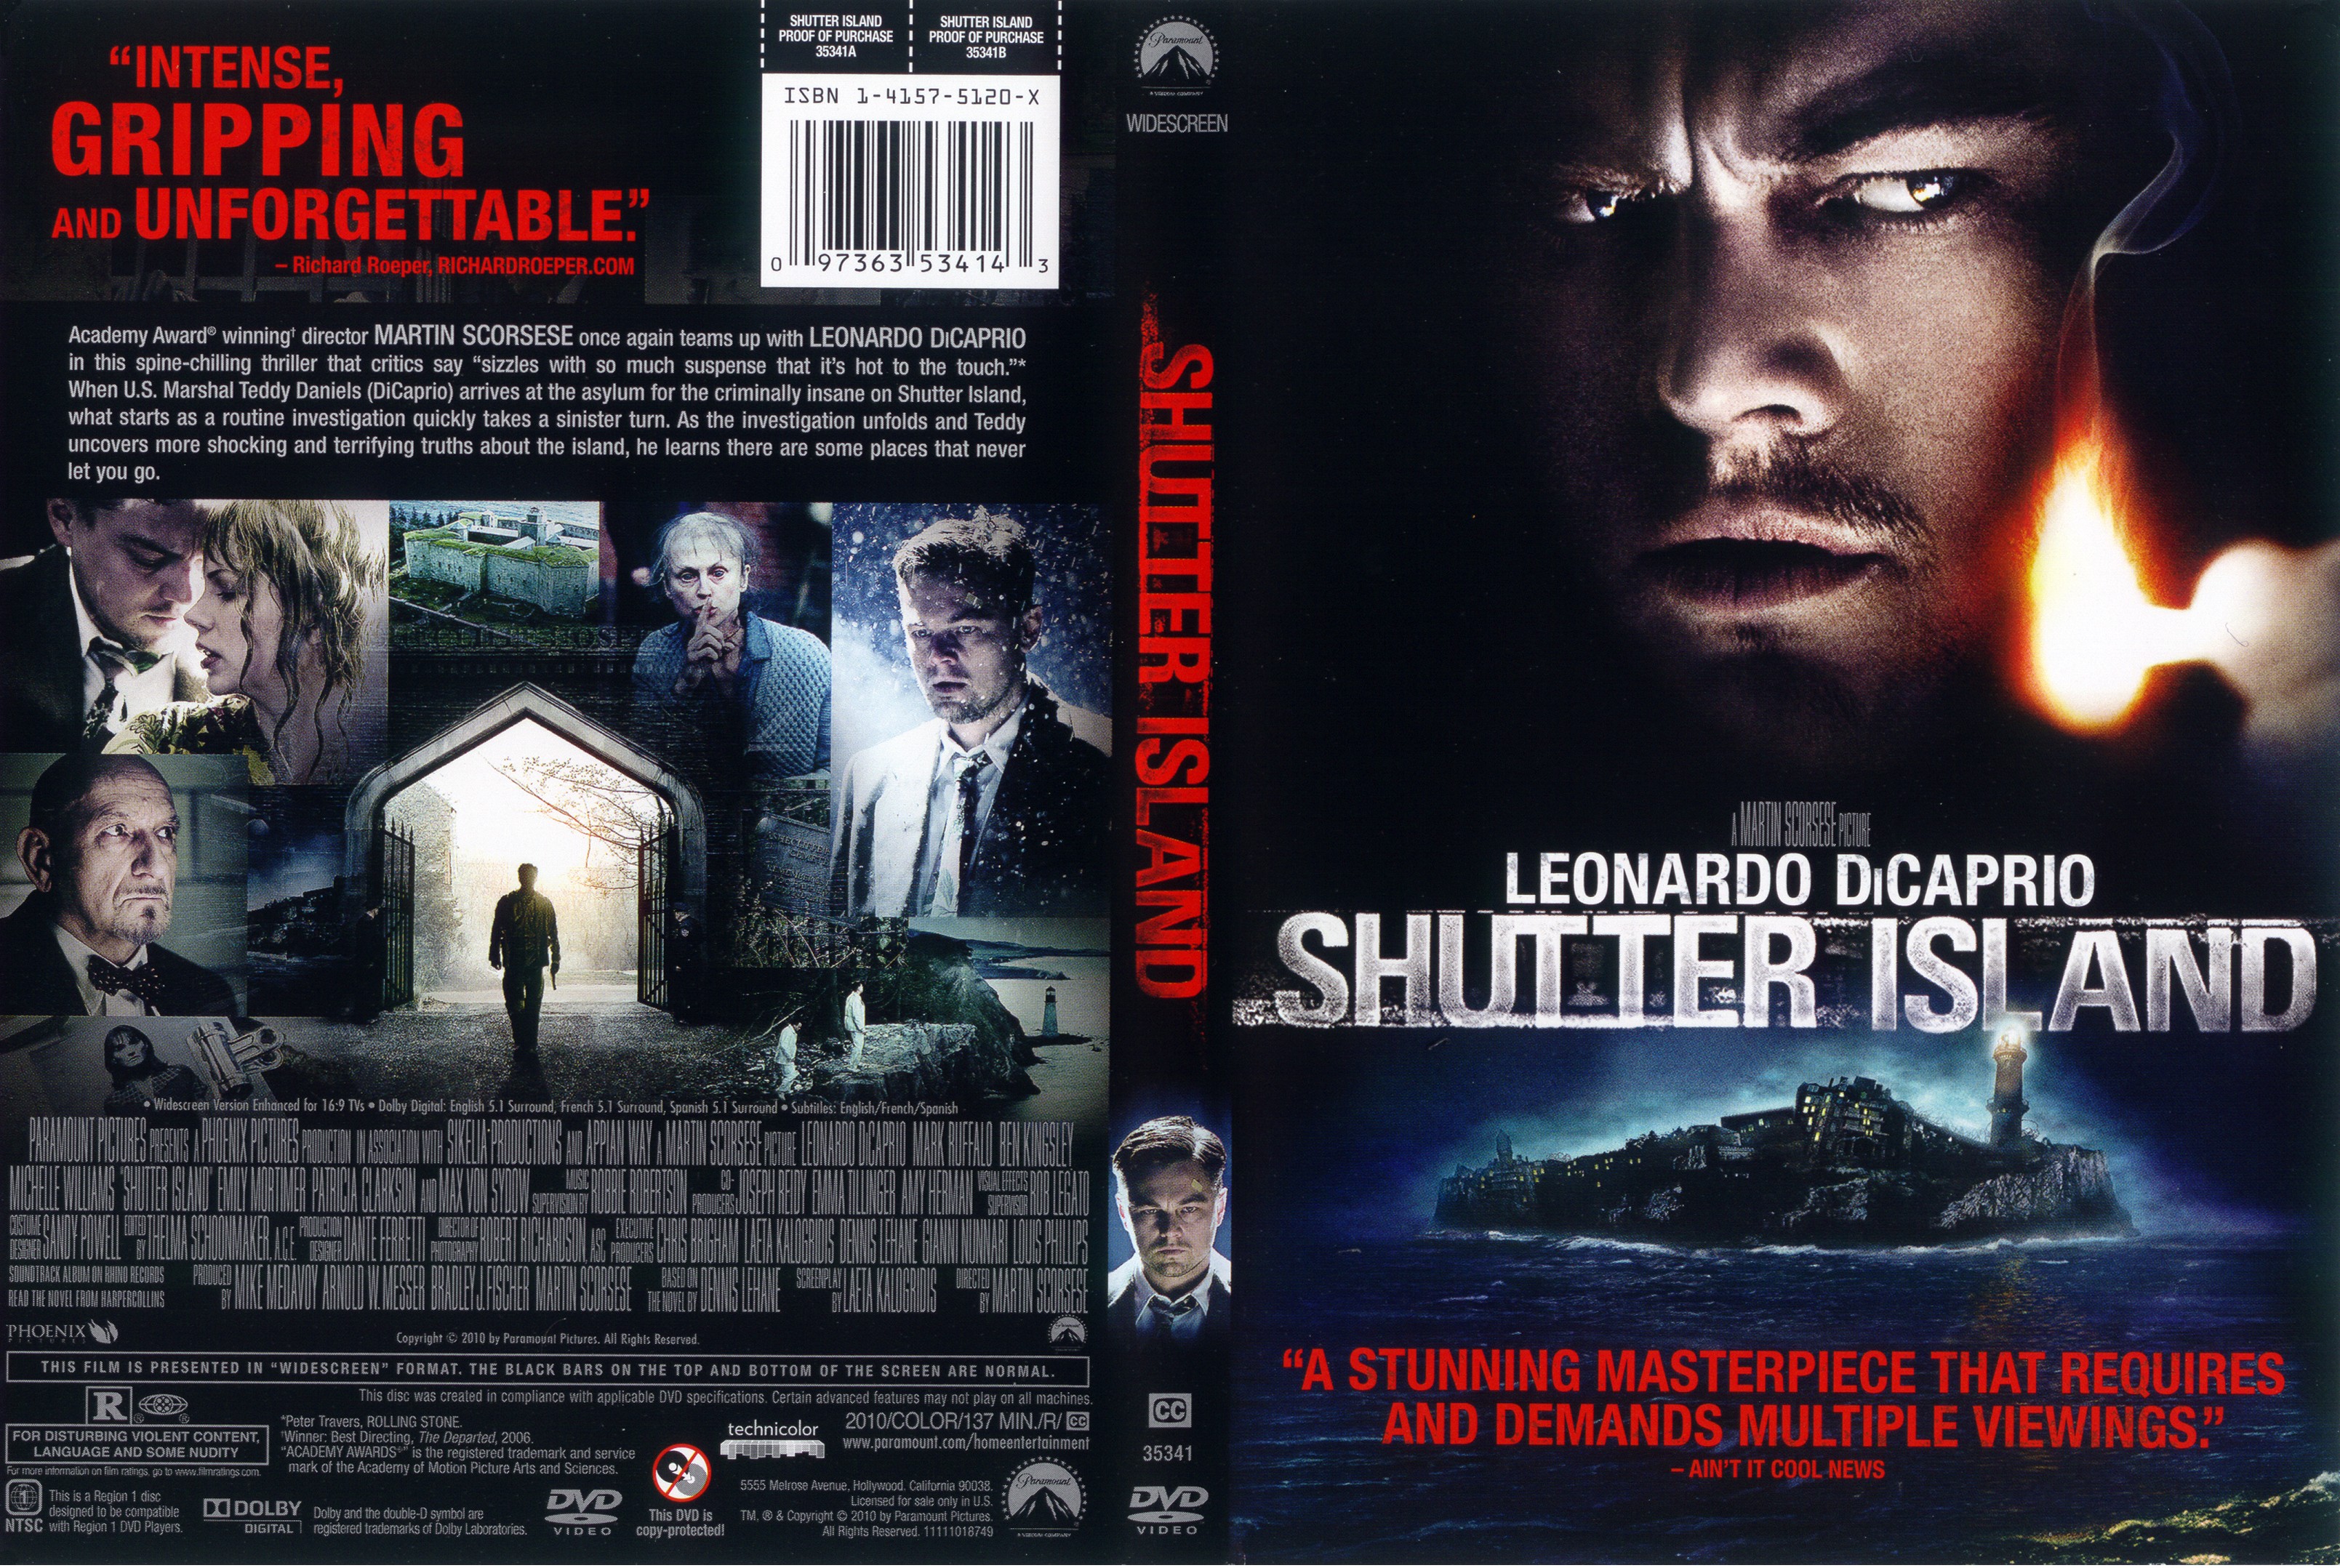 “INTENSE,
GRIPPING
AND UNFORGETTABLE.”
– Richard Roeper, RICHARDROEPER.COM
SHUTTER ISLAND
PROOF OF PURCHASE
35341A
SHUTTER ISLAND
PROOF OF PURCHASE
35341B
ISBN 1-4157-5120-X
0 97363 53414 3
Academy Award® winning† director MARTIN SCORSESE once again teams up with LEONARDO DiCAPRIO
in this spine-chilling thriller that critics say “sizzles with so much suspense that it’s hot to the touch.”*
When U.S. Marshal Teddy Daniels (DiCaprio) arrives at the asylum for the criminally insane on Shutter Island,
what starts as a routine investigation quickly takes a sinister turn. As the investigation unfolds and Teddy
uncovers more shocking and terrifying truths about the island, he learns there are some places that never
let you go.
• Widescreen Version Enhanced for 16:9 TVs • Dolby Digital: English 5.1 Surround, French 5.1 Surround, Spanish 5.1 Surround • Subtitles: English/French/Spanish
PARAMOUNT PICTURES PRESENTS A PHOENIX PICTURES PRODUCTION IN ASSOCIATION WITH SIKELIA PRODUCTIONS AND APPIAN WAY A MARTIN SCORSESE PICTURE LEONARDO DiCAPRIO MARK RUFFALO BEN KINGSLEY
MICHELLE WILLIAMS “SHUTTER ISLAND” EMILY MORTIMER PATRICIA CLARKSON AND MAX VON SYDOW MUSIC SUPERVISION BY ROBBIE ROBERTSON CO-PRODUCERS JOSEPH REIDY EMMA TILLINGER AMY HERMAN VISUAL EFFECTS SUPERVISOR ROB LEGATO
COSTUME DESIGNER SANDY POWELL EDITED BY THELMA SCHOONMAKER, A.C.E. PRODUCTION DESIGNER DANTE FERRETTI DIRECTOR OF PHOTOGRAPHY ROBERT RICHARDSON, ASC EXECUTIVE PRODUCERS CHRIS BRIGHAM LAETA KALOGRIDIS DENNIS LEHANE GIANNI NUNNARI LOUIS PHILLIPS
SOUNDTRACK ALBUM ON RHINO RECORDS
READ THE NOVEL FROM HARPERCOLLINS
PRODUCED BY MIKE MEDAVOY ARNOLD W. MESSER BRADLEY J. FISCHER MARTIN SCORSESE BASED ON THE NOVEL BY DENNIS LEHANE SCREENPLAY BY LAETA KALOGRIDIS DIRECTED BY MARTIN SCORSESE
PHOENIX
PICTURES
Copyright © 2010 by Paramount Pictures. All Rights Reserved.
THIS FILM IS PRESENTED IN “WIDESCREEN” FORMAT. THE BLACK BARS ON THE TOP AND BOTTOM OF THE SCREEN ARE NORMAL.
This disc was created in compliance with applicable DVD specifications. Certain advanced features may not play on all machines.
R
FOR DISTURBING VIOLENT CONTENT,
LANGUAGE AND SOME NUDITY
For more information on film ratings, go to www.filmratings.com.
*Peter Travers, ROLLING STONE.
†Winner: Best Directing, The Departed, 2006.
“ACADEMY AWARDS®” is the registered trademark and service
mark of the Academy of Motion Picture Arts and Sciences.
technicolor
2010/COLOR/137 MIN./R/ CC
www.paramount.com/homeentertainment
1
NTSC
This is a Region 1 disc
designed to be compatible
with Region 1 DVD Players.
DOLBY
DIGITAL
Dolby and the double-D symbol are
registered trademarks of Dolby Laboratories.
DVD
VIDEO
This DVD is
copy-protected!
5555 Melrose Avenue, Hollywood, California 90038.
Licensed for sale only in U.S.
TM, ® & Copyright © 2010 by Paramount Pictures.
All Rights Reserved. 11111018749
Paramount
Paramount
WIDESCREEN
SHUTTER ISLAND
CC
35341
DVD
VIDEO
A MARTIN SCORSESE PICTURE
LEONARDO DiCAPRIO
SHUTTER ISLAND
“A STUNNING MASTERPIECE THAT REQUIRES
AND DEMANDS MULTIPLE VIEWINGS.”
– AIN’T IT COOL NEWS